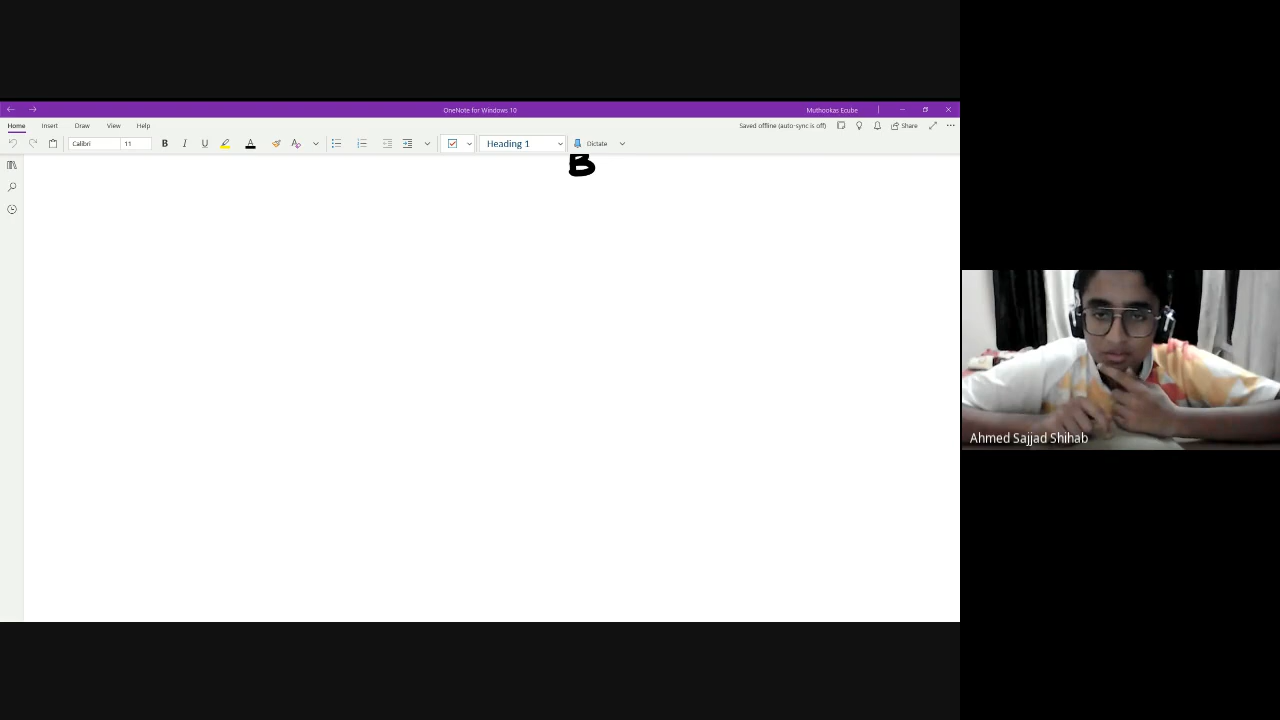 OneNote for Windows 10
Muthookas Ecube
Home Insert Draw View Help
Saved offline (auto-sync is off) Share
Calibri 11 B I U A A Heading 1 Dictate
B
Ahmed Sajjad Shihab